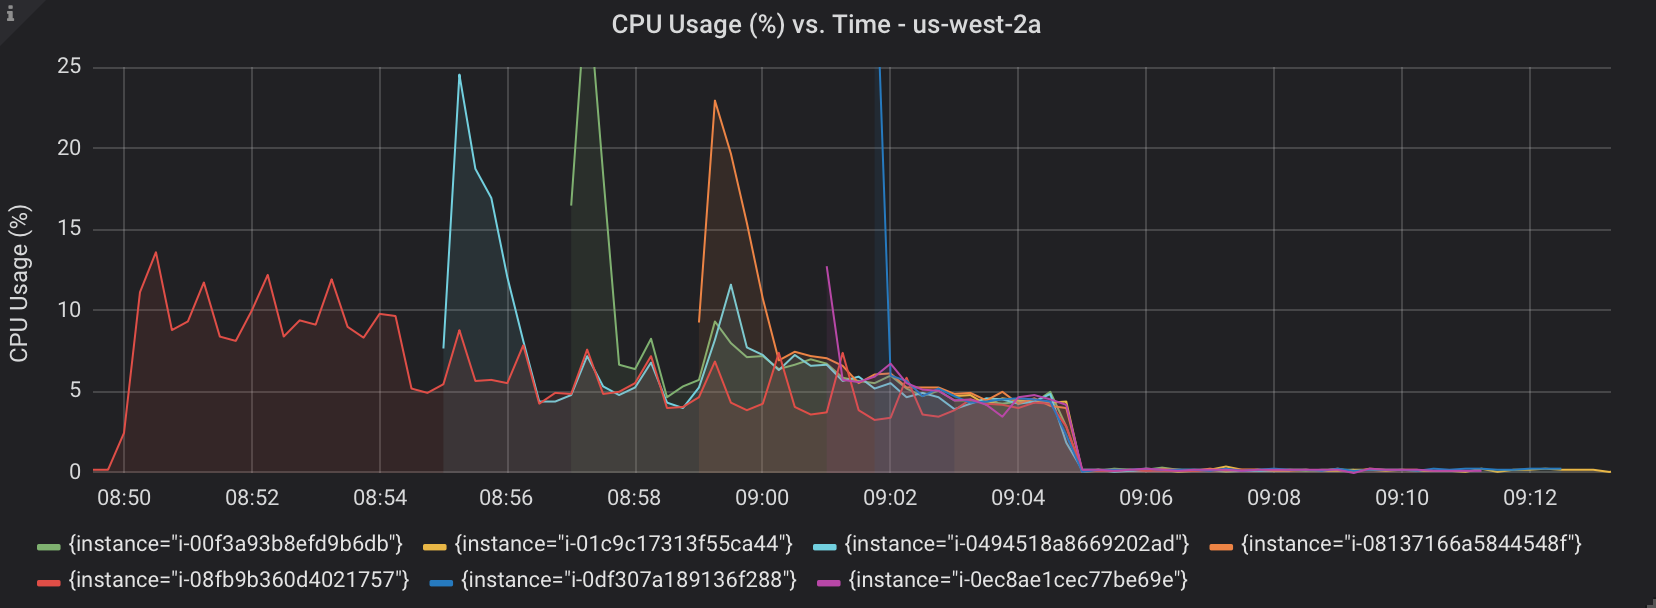 i
CPU Usage (%) vs. Time - us-west-2a
CPU Usage (%)
25
20
15
10
5
0
08:50 08:52 08:54 08:56 08:58 09:00 09:02 09:04 09:06 09:08 09:10 09:12
{instance="i-00f3a93b8efd9b6db"} {instance="i-01c9c17313f55ca44"} {instance="i-0494518a8669202ad"} {instance="i-08137166a5844548f"}
{instance="i-08fb9b360d4021757"} {instance="i-0df307a189136f288"} {instance="i-0ec8ae1cec77be69e"}